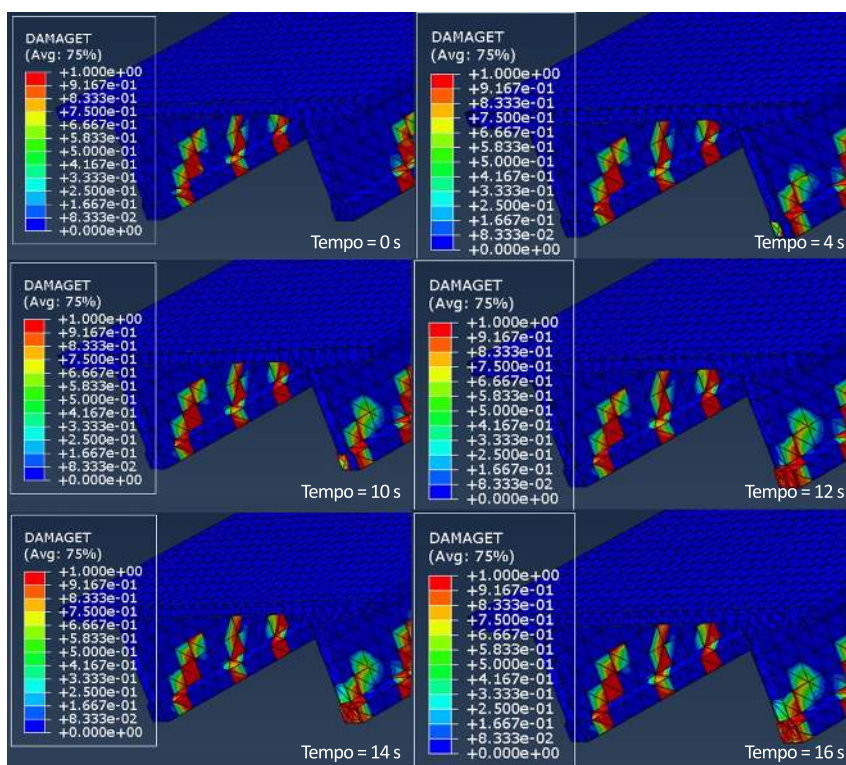 DAMAGET
(Avg: 75%)
+1.000e+00
+9.167e-01
+8.333e-01
+7.500e-01
+6.667e-01
+5.833e-01
+5.000e-01
+4.167e-01
+3.333e-01
+2.500e-01
+1.667e-01
+8.333e-02
+0.000e+00
Tempo = 0 s
DAMAGET
(Avg: 75%)
+1.000e+00
+9.167e-01
+8.333e-01
+7.500e-01
+6.667e-01
+5.833e-01
+5.000e-01
+4.167e-01
+3.333e-01
+2.500e-01
+1.667e-01
+8.333e-02
+0.000e+00
Tempo = 4 s
DAMAGET
(Avg: 75%)
+1.000e+00
+9.167e-01
+8.333e-01
+7.500e-01
+6.667e-01
+5.833e-01
+5.000e-01
+4.167e-01
+3.333e-01
+2.500e-01
+1.667e-01
+8.333e-02
+0.000e+00
Tempo = 10 s
DAMAGET
(Avg: 75%)
+1.000e+00
+9.167e-01
+8.333e-01
+7.500e-01
+6.667e-01
+5.833e-01
+5.000e-01
+4.167e-01
+3.333e-01
+2.500e-01
+1.667e-01
+8.333e-02
+0.000e+00
Tempo = 12 s
DAMAGET
(Avg: 75%)
+1.000e+00
+9.167e-01
+8.333e-01
+7.500e-01
+6.667e-01
+5.833e-01
+5.000e-01
+4.167e-01
+3.333e-01
+2.500e-01
+1.667e-01
+8.333e-02
+0.000e+00
Tempo = 14 s
DAMAGET
(Avg: 75%)
+1.000e+00
+9.167e-01
+8.333e-01
+7.500e-01
+6.667e-01
+5.833e-01
+5.000e-01
+4.167e-01
+3.333e-01
+2.500e-01
+1.667e-01
+8.333e-02
+0.000e+00
Tempo = 16 s